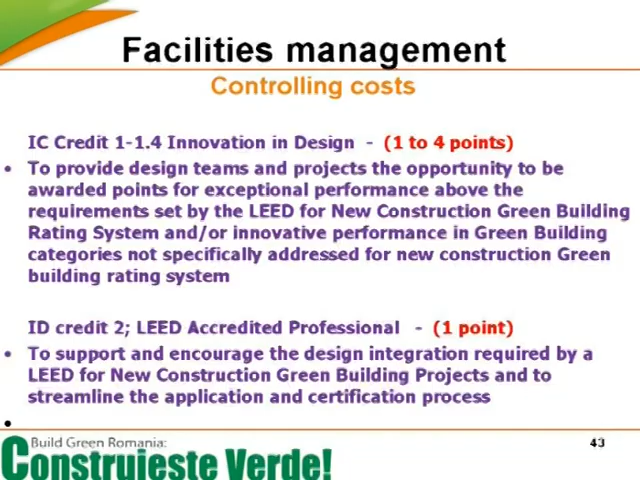 Facilities management
Controlling costs
IC Credit 1-1.4 Innovation in Design - (1 to 4 points)
• To provide design teams and projects the opportunity to be
awarded points for exceptional performance above the
requirements set by the LEED for New Construction Green Building
Rating System and/or innovative performance in Green Building
categories not specifically addressed for new construction Green
building rating system
ID credit 2; LEED Accredited Professional - (1 point)
• To support and encourage the design integration required by a
LEED for New Construction Green Building Projects and to
streamline the application and certification process
•
Build Green Romania:
43
Construieste Verde!